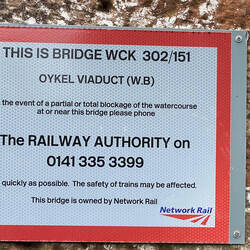 THIS IS BRIDGE WCK 302/151
OYKEL VIADUCT (W.B)
the event of a partial or total blockage of the watercourse
at or near this bridge please phone
The RAILWAY AUTHORITY on
0141 335 3399
quickly as possible. The safety of trains may be affected.
This bridge is owned by Network Rail
Network Rail